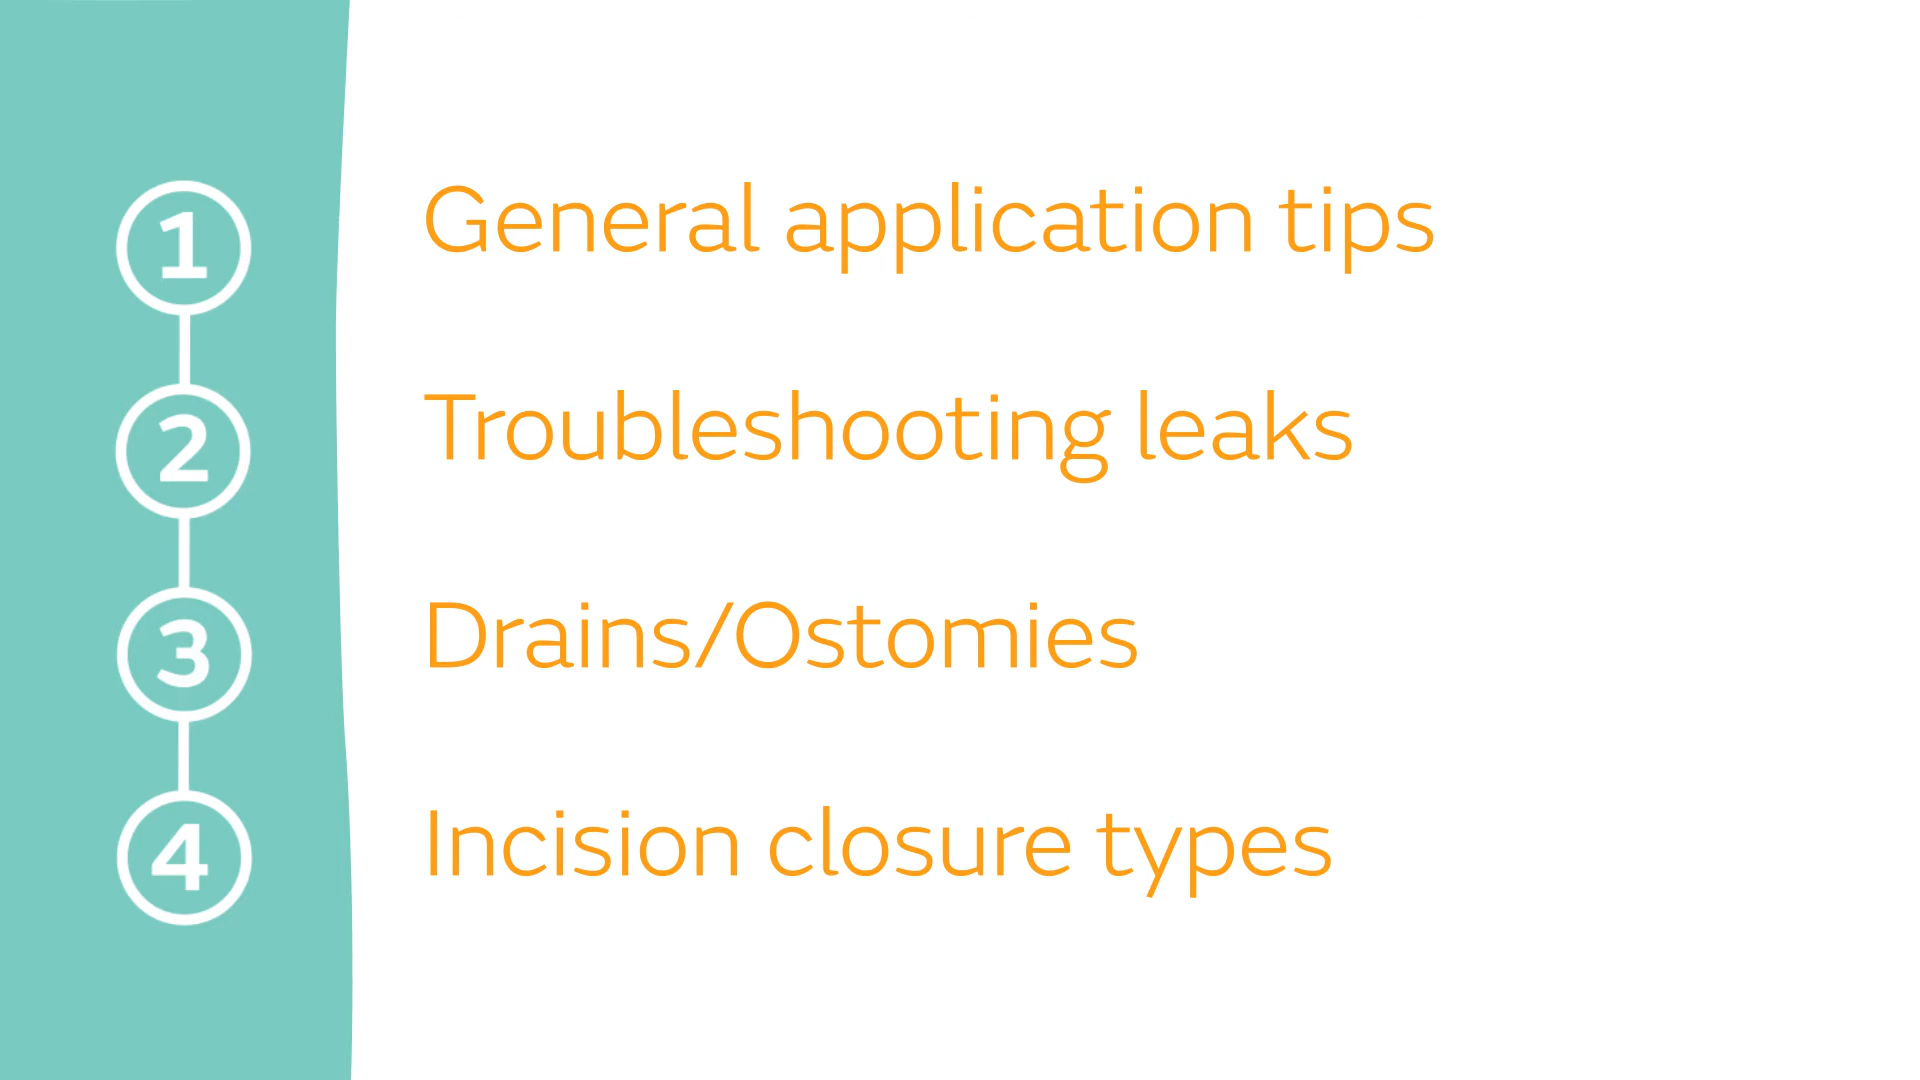 1 General application tips
2 Troubleshooting leaks
3 Drains/Ostomies
4 Incision closure types